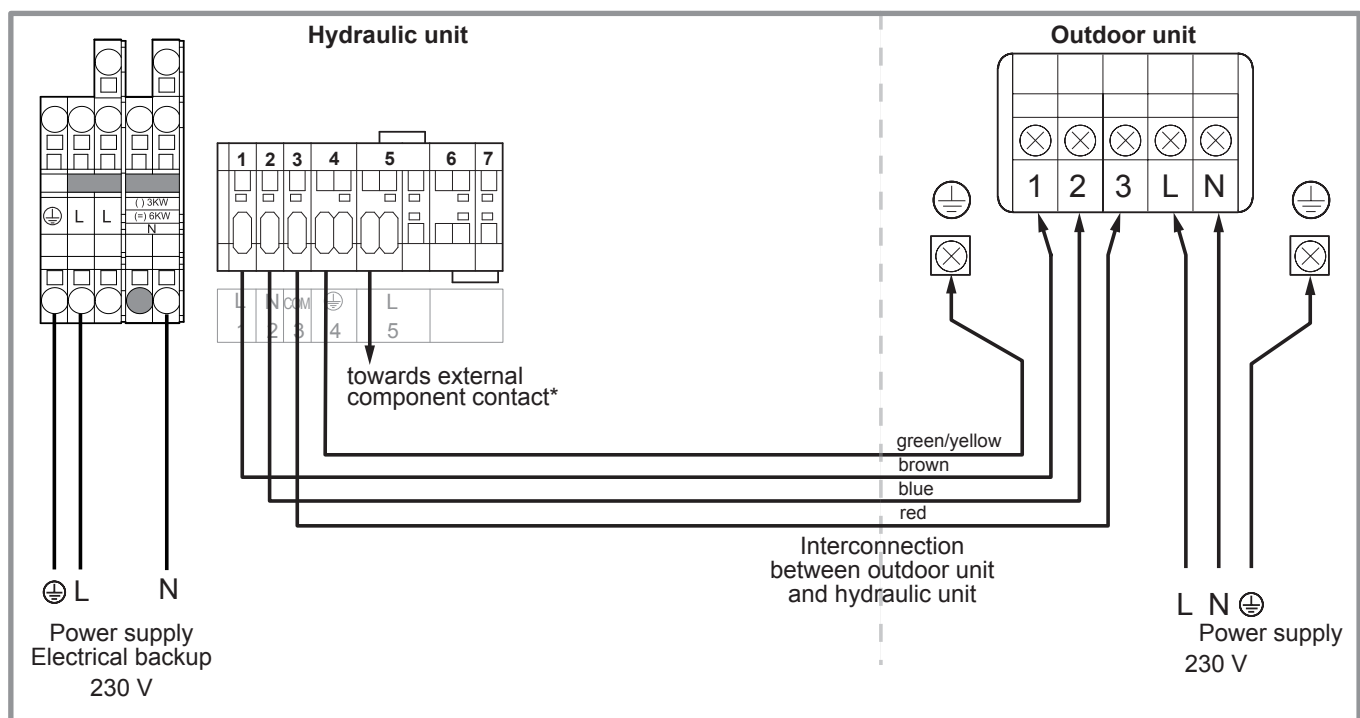 Hydraulic unit
Outdoor unit
1 2 3 4 5 6 7
L L
( ) 3KW
(=) 6KW
N
L N COM L
1 2 3 4 5
1 2 3 L N
towards external
component contact*
green/yellow
brown
blue
red
Interconnection
between outdoor unit
and hydraulic unit
L N
Power supply
Electrical backup
230 V
L N
Power supply
230 V